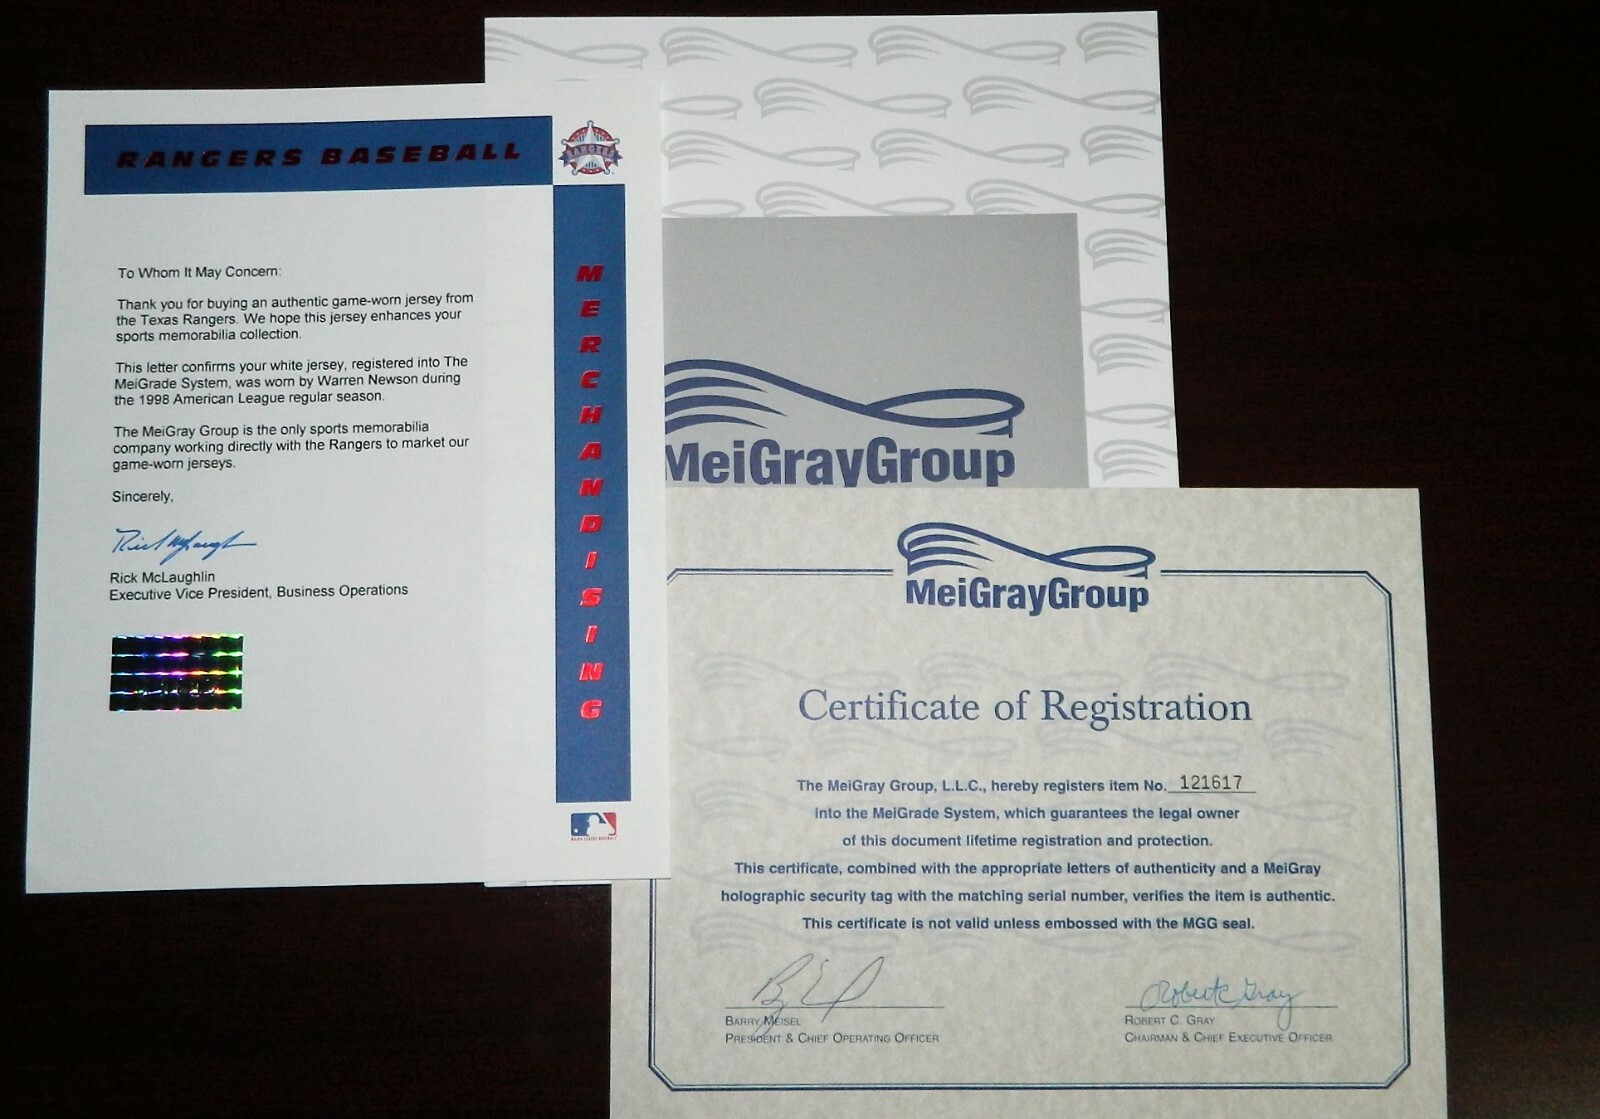 RANGERS BASEBALL
RANGERS
MERCHANDISING
To Whom It May Concern:
Thank you for buying an authentic game-worn jersey from
the Texas Rangers. We hope this jersey enhances your
sports memorabilia collection.
This letter confirms your white jersey, registered into The
MeiGrade System, was worn by Warren Newson during
the 1998 American League regular season.
The MeiGray Group is the only sports memorabilia
company working directly with the Rangers to market our
game-worn jerseys.
Sincerely,
Rick McLaughlin
Rick McLaughlin
Executive Vice President, Business Operations
MAJOR LEAGUE BASEBALL
MeiGrayGroup
MeiGrayGroup
Certificate of Registration
The MeiGray Group, L.L.C., hereby registers item No. 121617
into the MeiGrade System, which guarantees the legal owner
of this document lifetime registration and protection.
This certificate, combined with the appropriate letters of authenticity and a MeiGray
holographic security tag with the matching serial number, verifies the item is authentic.
This certificate is not valid unless embossed with the MGG seal.
Robert C Gray
BARRY MEISEL
PRESIDENT & CHIEF OPERATING OFFICER
ROBERT C. GRAY
CHAIRMAN & CHIEF EXECUTIVE OFFICER